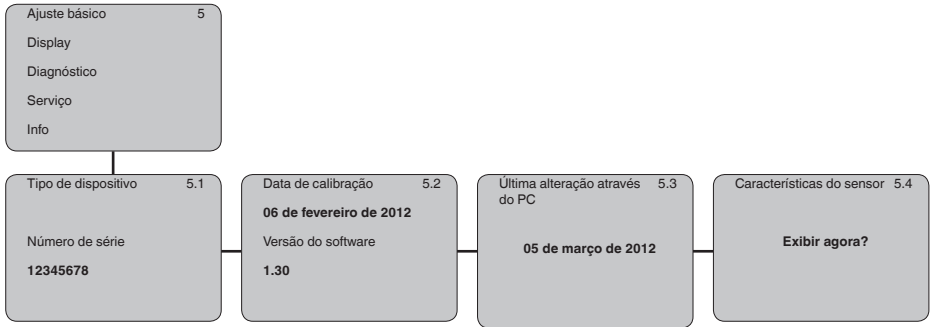 Ajuste básico 5
Display
Diagnóstico
Serviço
Info
Tipo de dispositivo 5.1
Número de série
12345678
Data de calibração 5.2
06 de fevereiro de 2012
Versão do software
1.30
Última alteração através 5.3
do PC
05 de março de 2012
Características do sensor 5.4
Exibir agora?